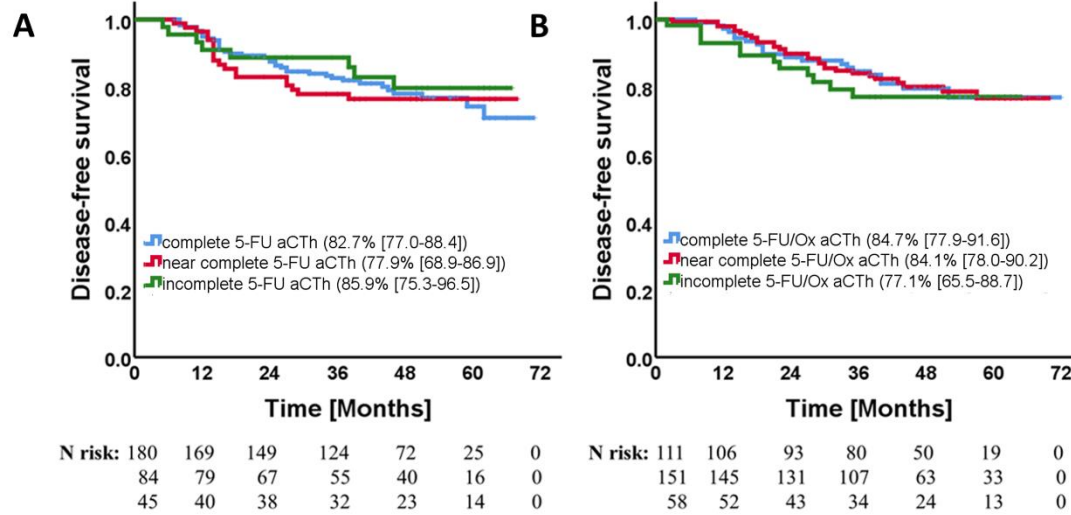 A
1.0
0.8
0.6
0.4
0.2
0.0
Disease-free survival
complete 5-FU aCTh (82.7% [77.0-88.4])
near complete 5-FU aCTh (77.9% [68.9-86.9])
incomplete 5-FU aCTh (85.9% [75.3-96.5])
0 12 24 36 48 60 72
Time [Months]
N risk: 180 169 149 124 72 25 0
84 79 67 55 40 16 0
45 40 38 32 23 14 0
B
1.0
0.8
0.6
0.4
0.2
0.0
Disease-free survival
complete 5-FU/Ox aCTh (84.7% [77.9-91.6])
near complete 5-FU/Ox aCTh (84.1% [78.0-90.2])
incomplete 5-FU/Ox aCTh (77.1% [65.5-88.7])
0 12 24 36 48 60 72
Time [Months]
N risk: 111 106 93 80 50 19 0
151 145 131 107 63 33 0
58 52 43 34 24 13 0